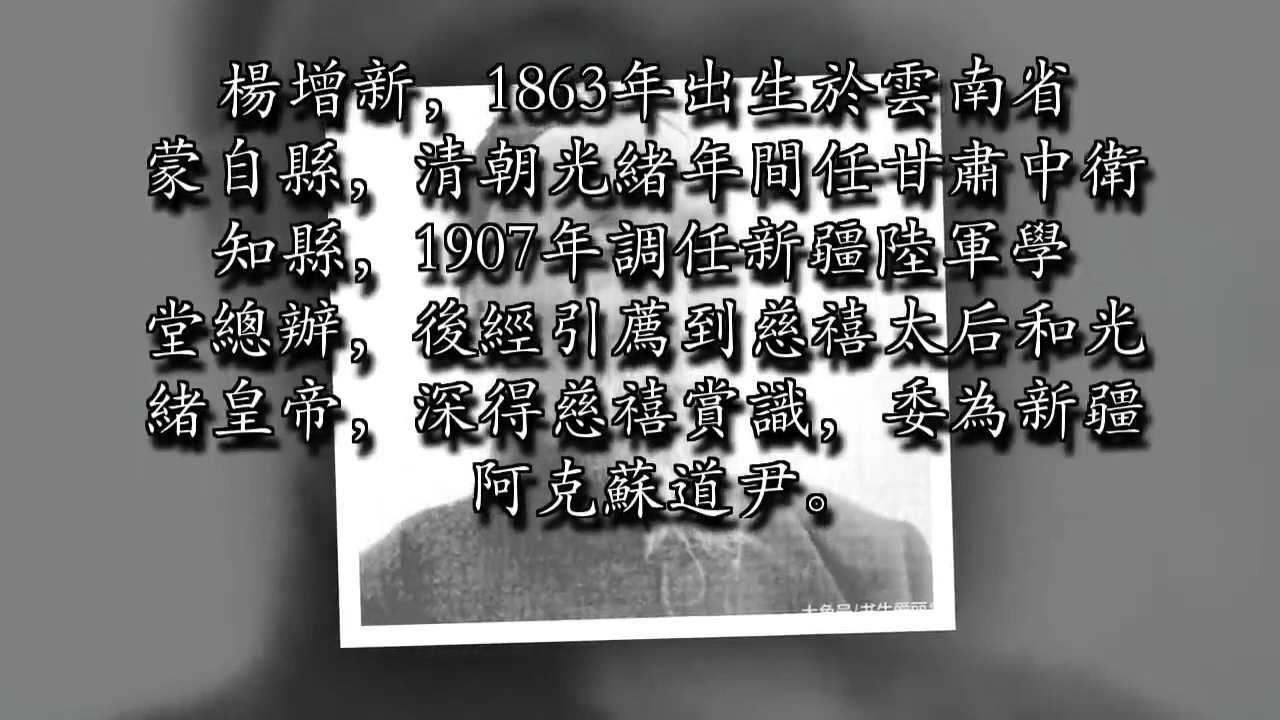 楊增新，1863年出生於雲南省
蒙自縣，清朝光緒年間任甘肅中衛
知縣，1907年調任新疆陸軍學
堂總辦，後經引薦到慈禧太后和光
緒皇帝，深得慈禧賞識，委為新疆
阿克蘇道尹。